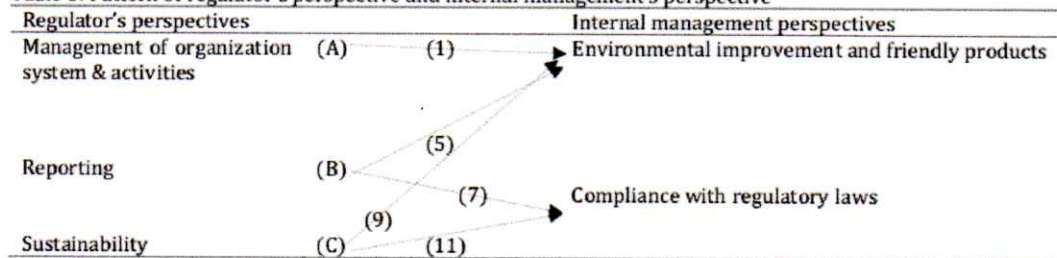 Regulator's perspectives Internal management perspectives
Management of organization (A) (1) Environmental improvement and friendly products
system & activities
(5)
Reporting (B)
(7) Compliance with regulatory laws
(9)
Sustainability (C) (11)